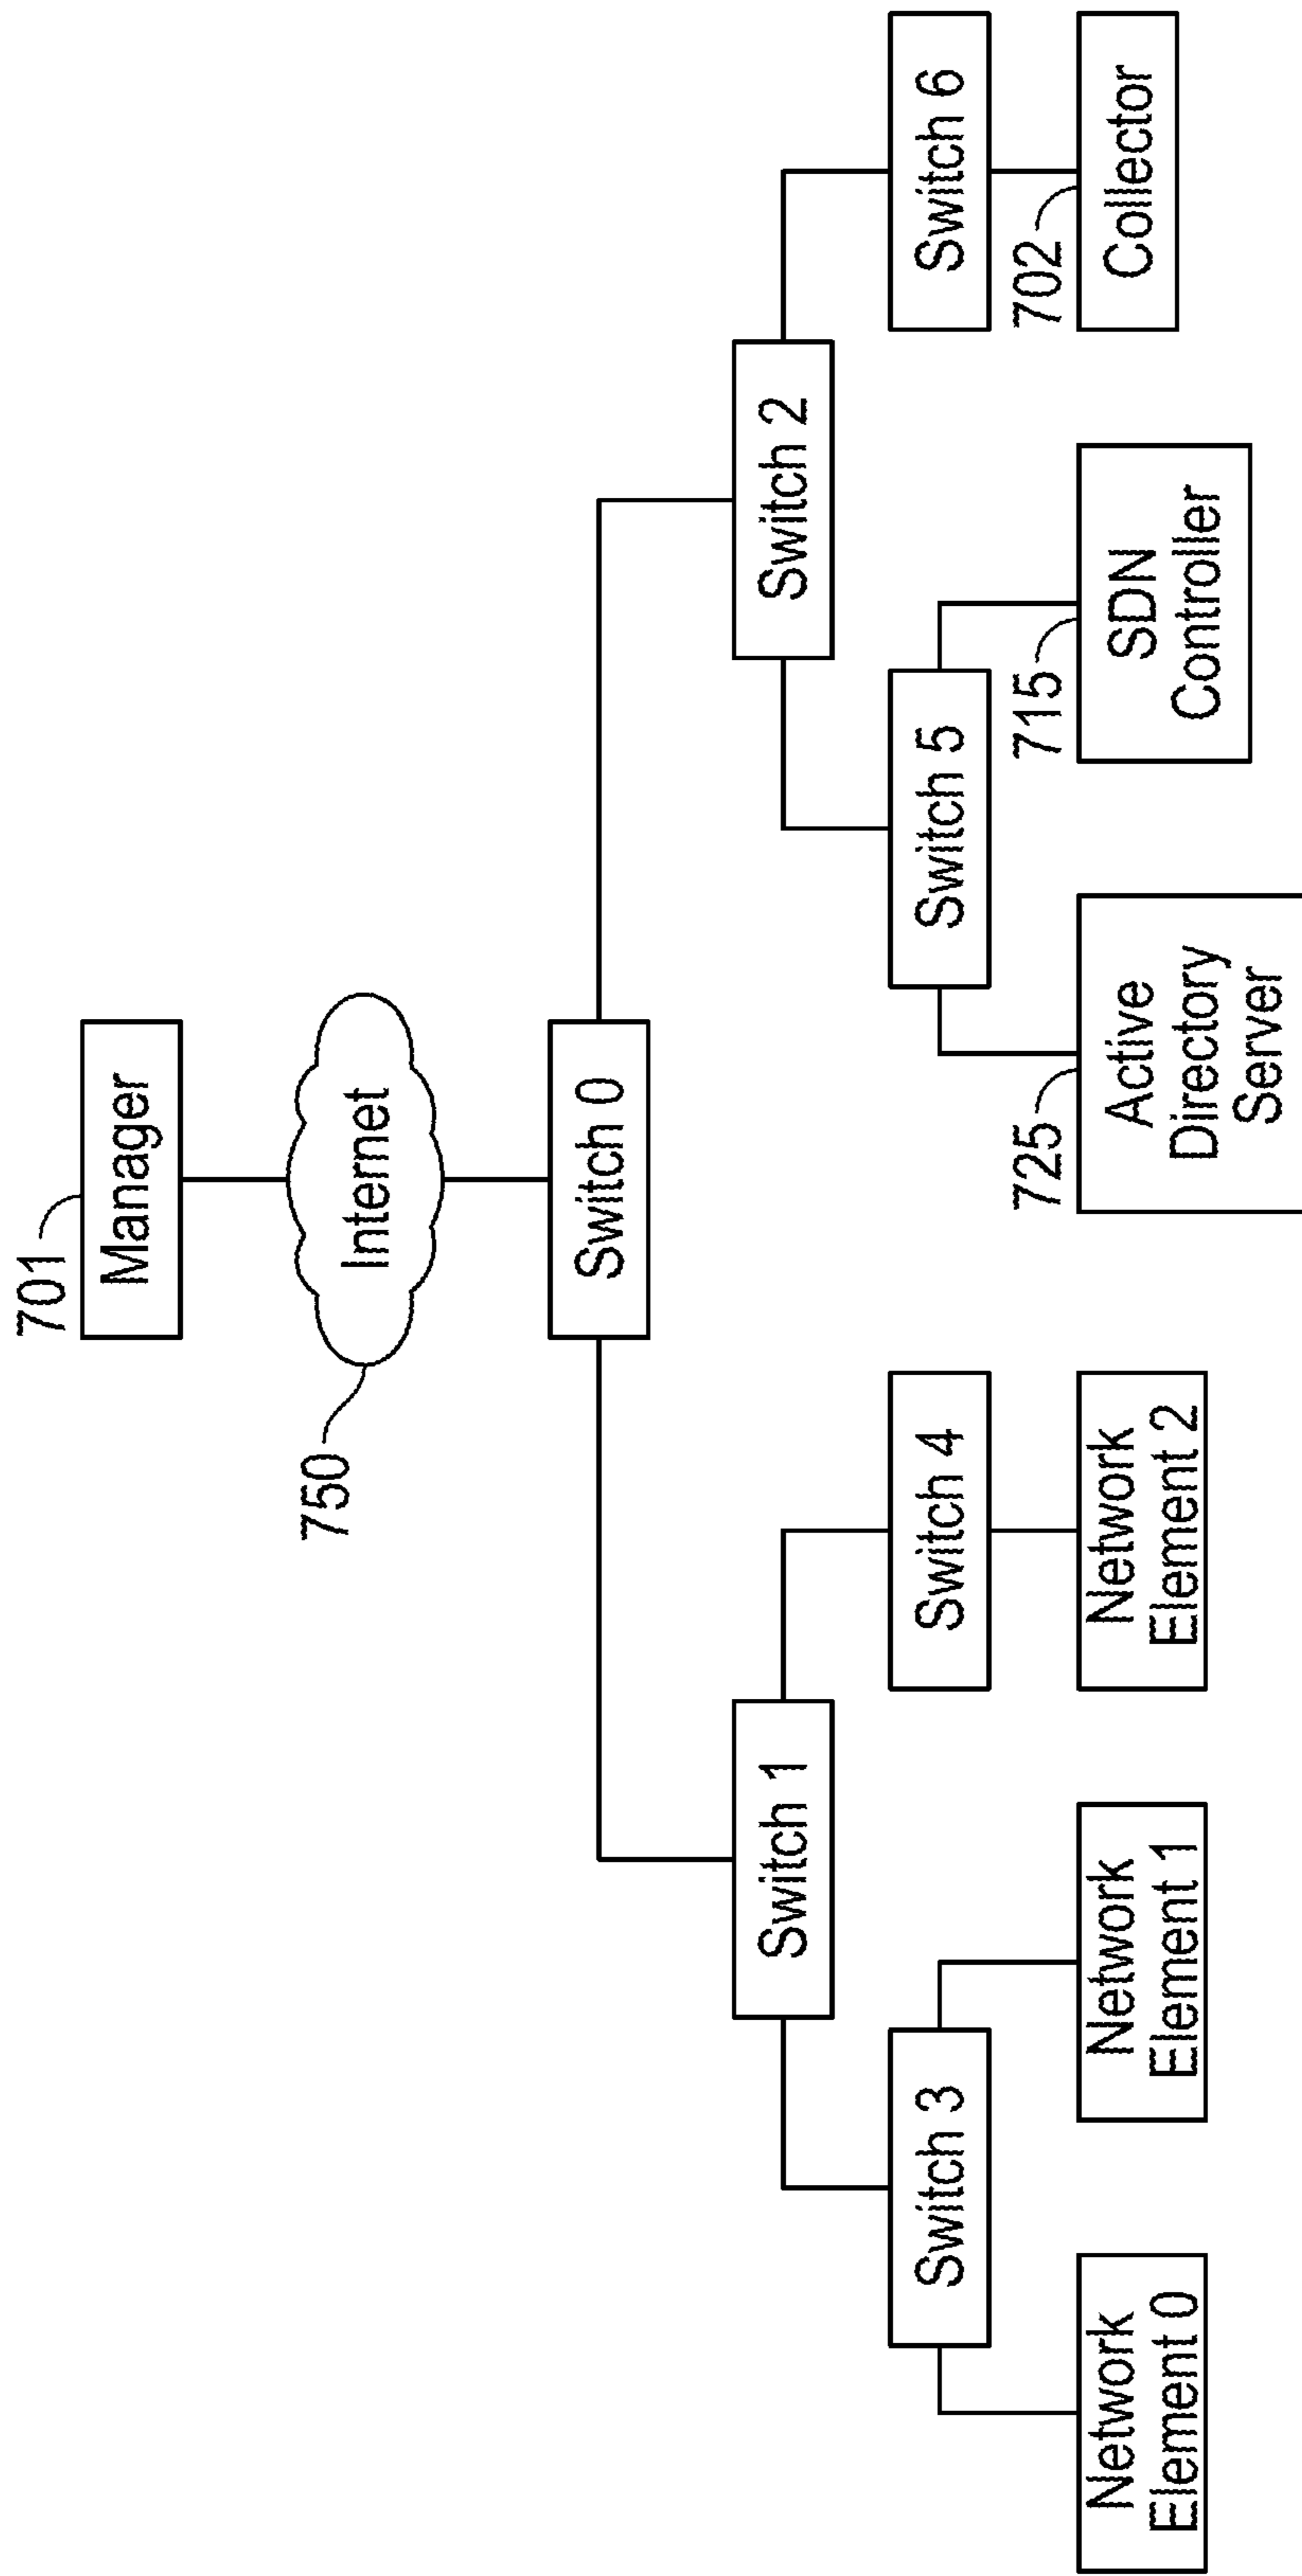 701
Manager
750
Internet
Switch 0
Switch 1
Switch 2
Switch 3
Switch 4
Switch 5
Switch 6
Network
Element 0
Network
Element 1
Network
Element 2
725
Active
Directory
Server
715
SDN
Controller
702
Collector